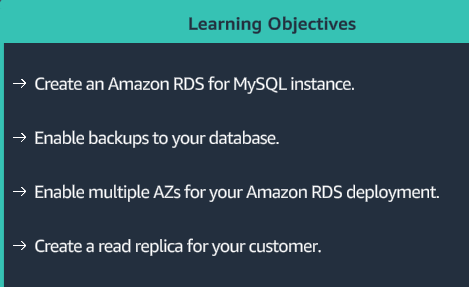 Learning Objectives
→ Create an Amazon RDS for MySQL instance.
→ Enable backups to your database.
→ Enable multiple AZs for your Amazon RDS deployment.
→ Create a read replica for your customer.